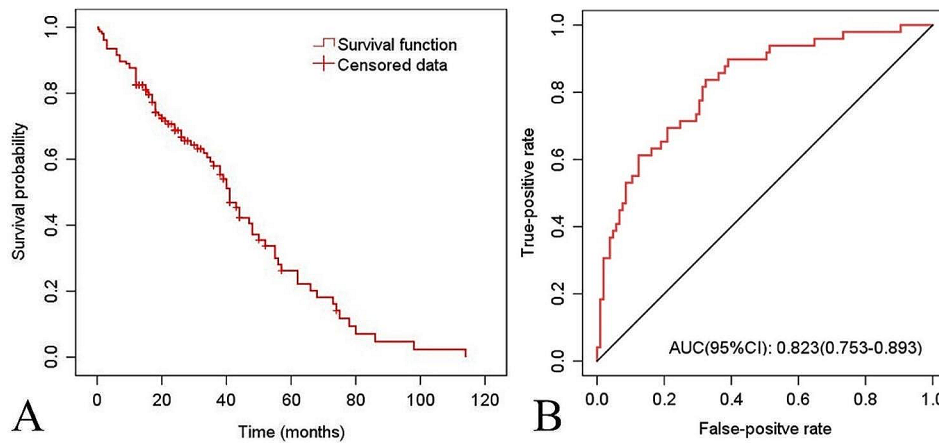 Survival probability
1.0
0.8
0.6
0.4
0.2
0.0
Survival function
Censored data
0 20 40 60 80 100 120
Time (months)
A
True-positive rate
1.0
0.8
0.6
0.4
0.2
0.0
AUC(95%CI): 0.823(0.753-0.893)
0.0 0.2 0.4 0.6 0.8 1.0
False-positve rate
B